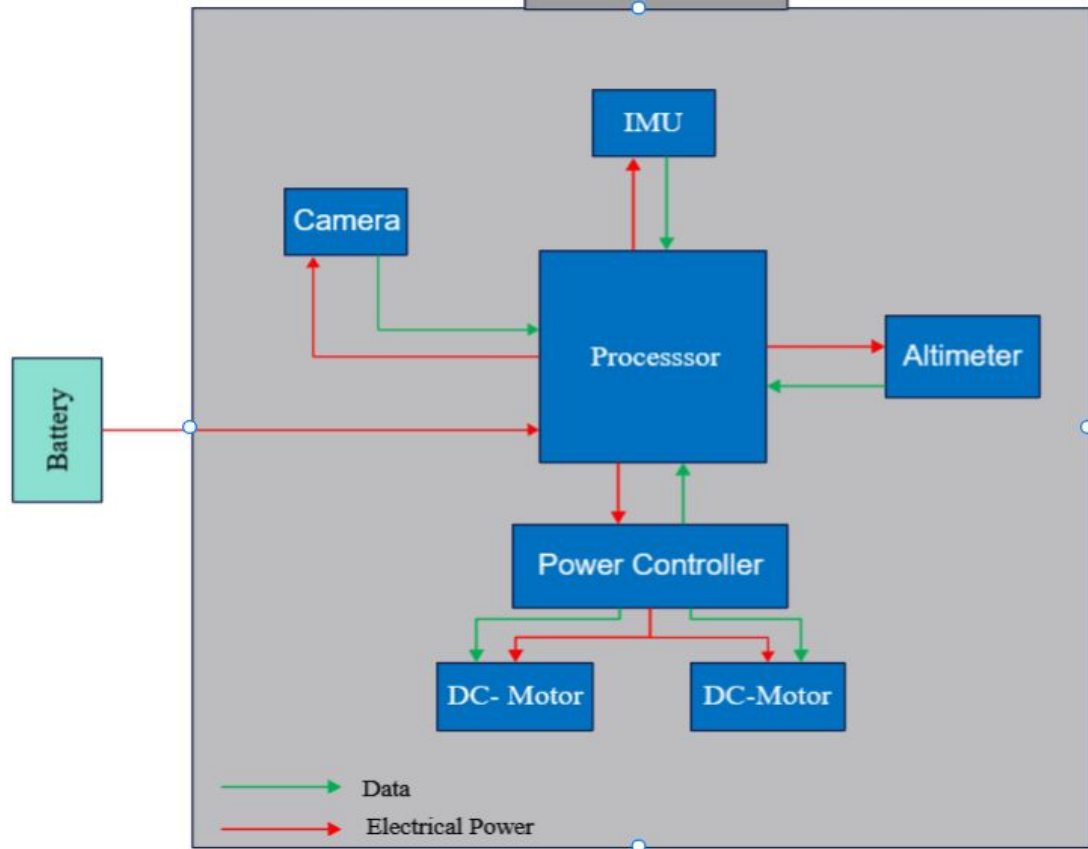 IMU
Camera
Processsor
Altimeter
Battery
Power Controller
DC- Motor
DC-Motor
Data
Electrical Power